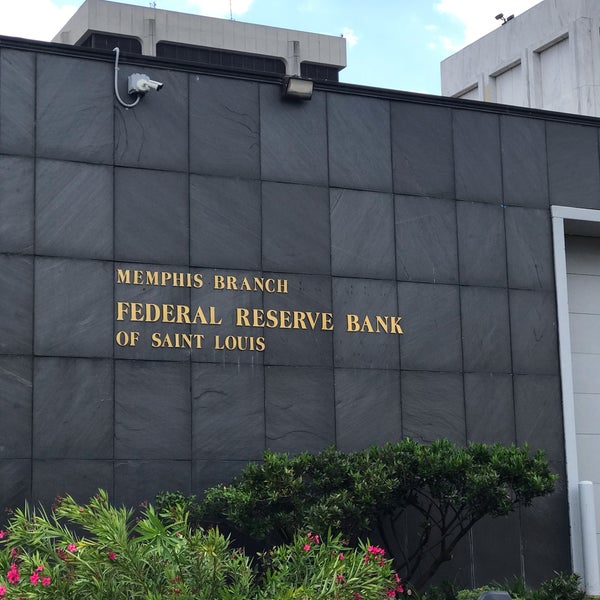 MEMPHIS BRANCH
FEDERAL RESERVE BANK
OF SAINT LOUIS